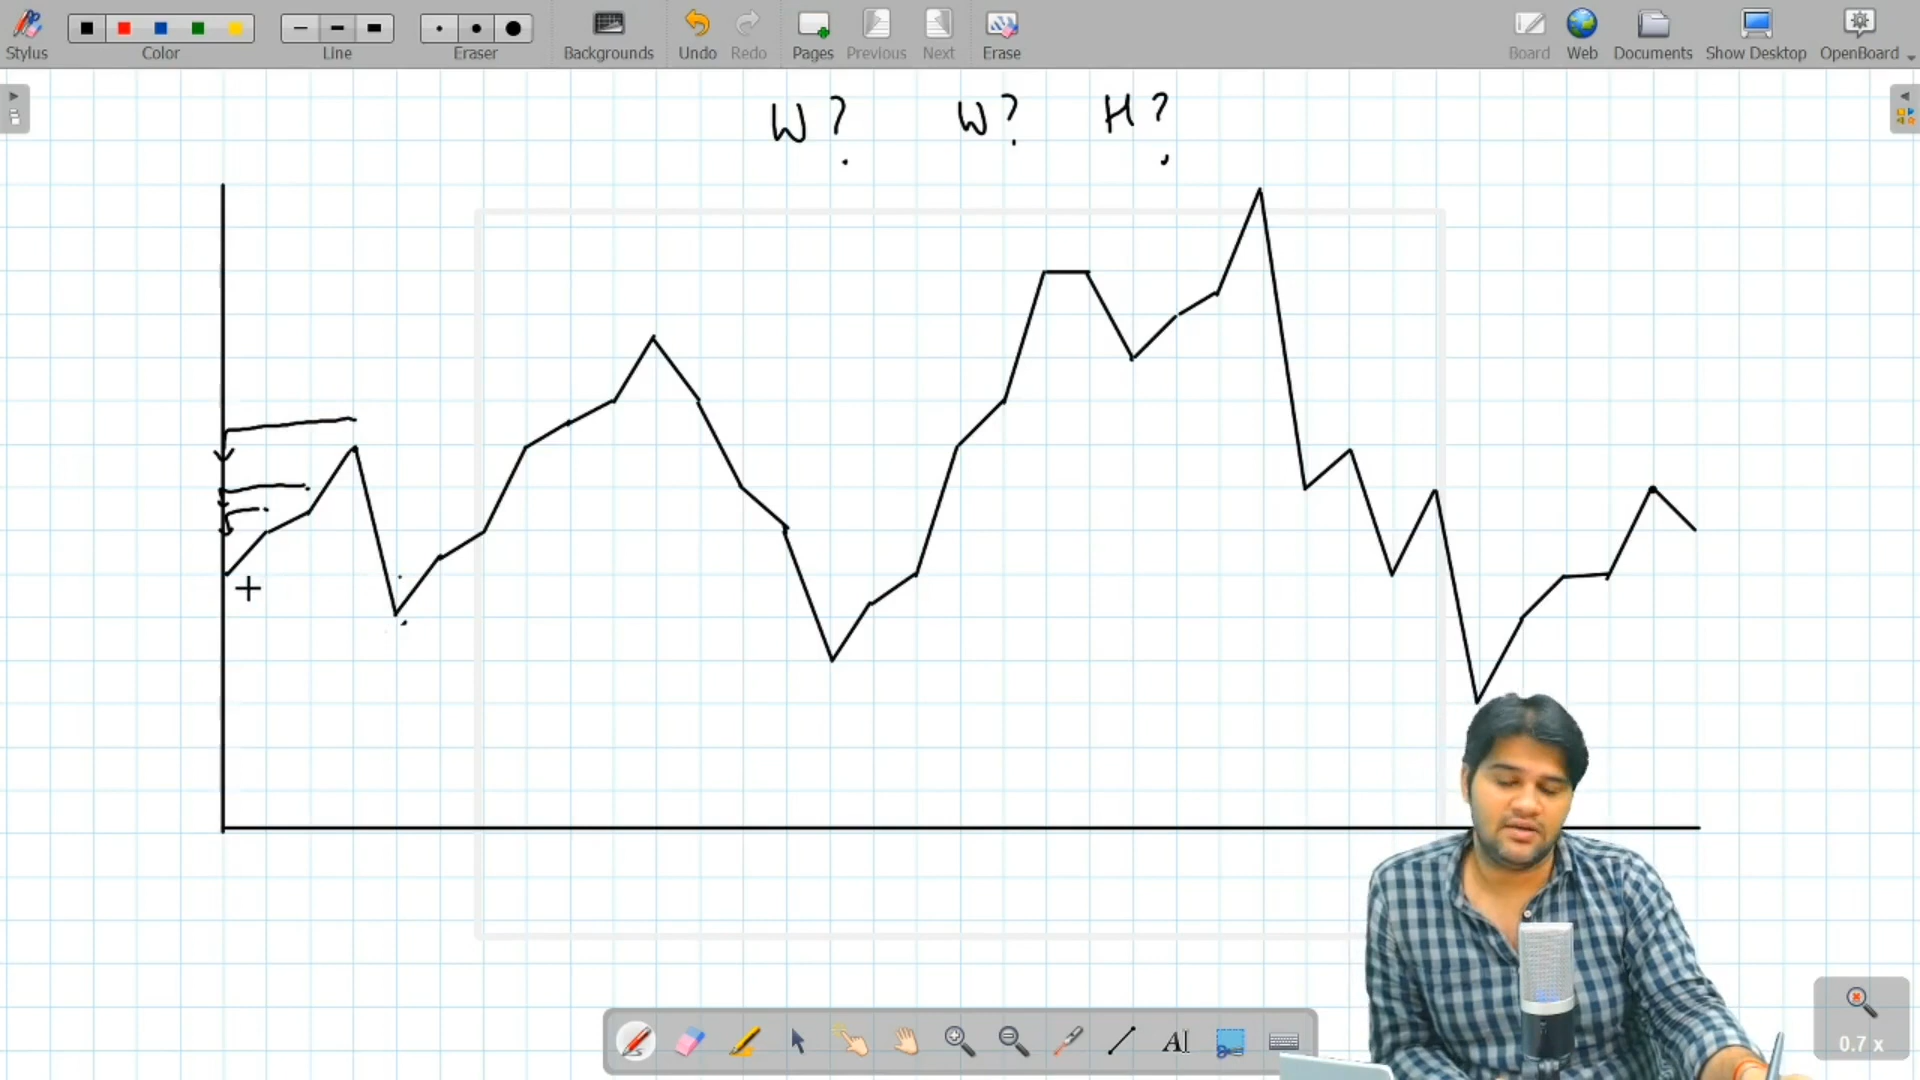 Stylus Color Line Eraser Backgrounds Undo Redo Pages Previous Next Erase Board Web Documents Show Desktop OpenBoard
W? W? H?
AI
0.7 x